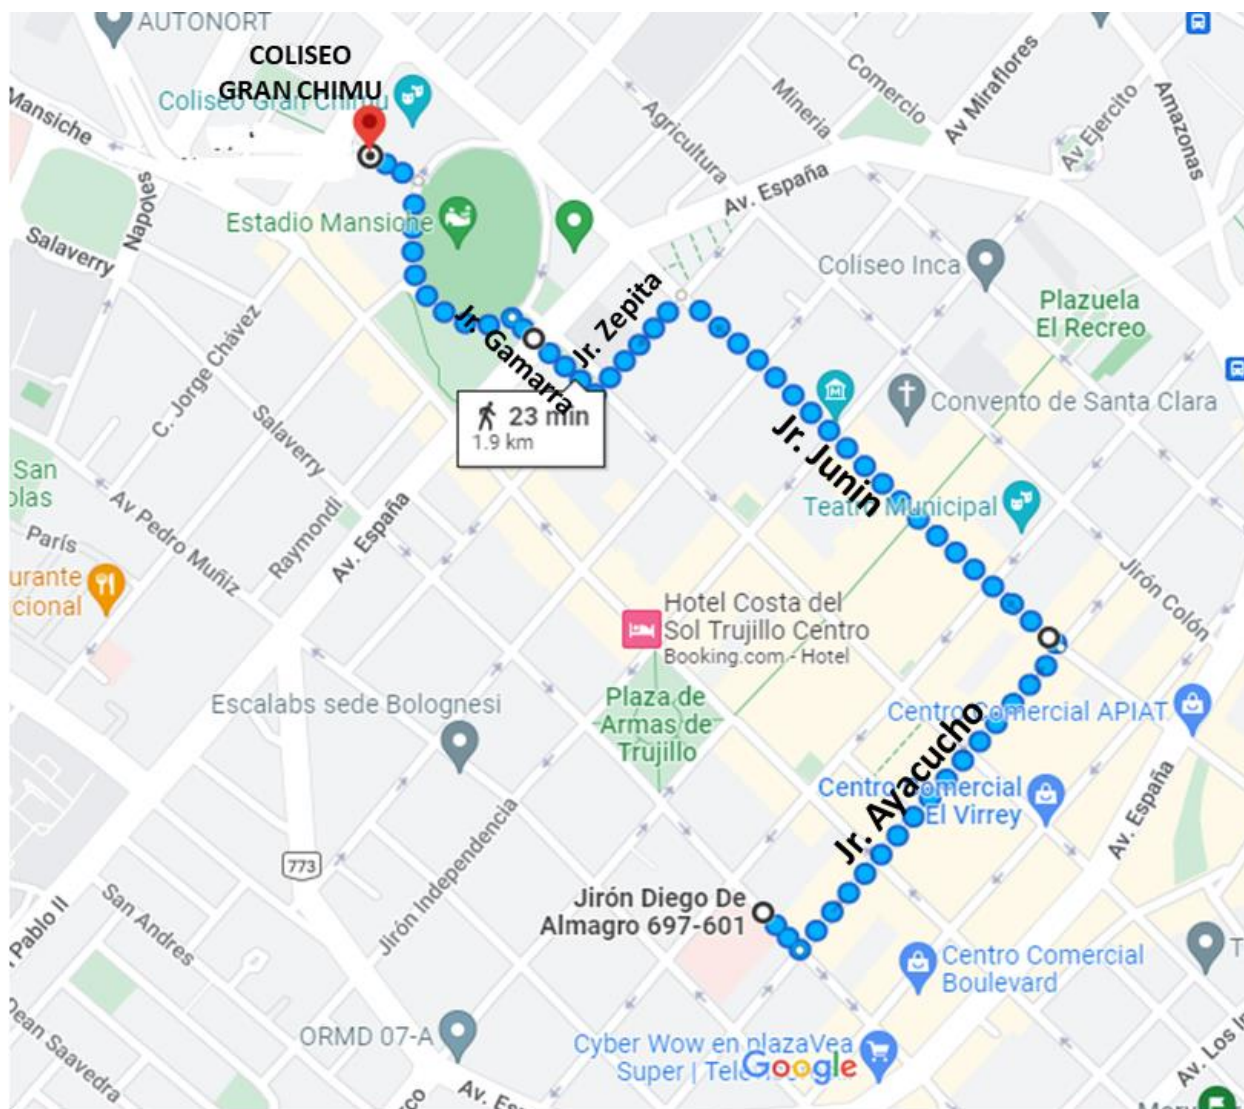 AUTONORT
COLISEO
GRAN CHIMU
Coliseo Gran Chimu
Mansiche
Napoles
Salaverry
Estadio Mansiche
Agricultura
Mineria
Comercio
Av Miraflores
Av Ejercito
Amazonas
Av. España
Coliseo Inca
Plazuela
El Recreo
C. Jorge Chávez
Jr. Gamarra
Jr. Zepita
23 min
1.9 km
Convento de Santa Clara
Jr. Junin
Teatro Municipal
Salaverry
San
olas
Av Pedro Muñiz
Raymondi
Av. España
París
urante
cional
Jirón Colón
Hotel Costa del
Sol Trujillo Centro
Booking.com - Hotel
Plaza de
Armas de
Trujillo
Escalabs sede Bolognesi
Centro Comercial APIAT
Jr. Ayacucho
Centro Comercial
El Virrey
Av. España
773
Jirón Independencia
San Andres
Pablo II
Jirón Diego De
Almagro 697-601
Centro Comercial
Boulevard
T
ORMD 07-A
Dean Saavedra
Cyber Wow en plazaVea
Super |
Google
Av. Los In
Av. Es
rco